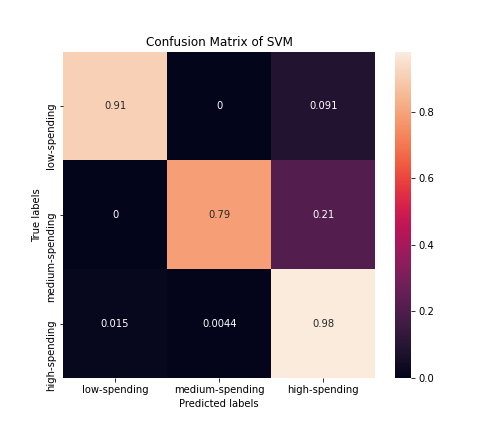 Confusion Matrix of SVM
True labels
low-spending
medium-spending
high-spending
0.91 0 0.091
0 0.79 0.21
0.015 0.0044 0.98
low-spending medium-spending high-spending
Predicted labels
0.8
0.6
0.4
0.2
0.0